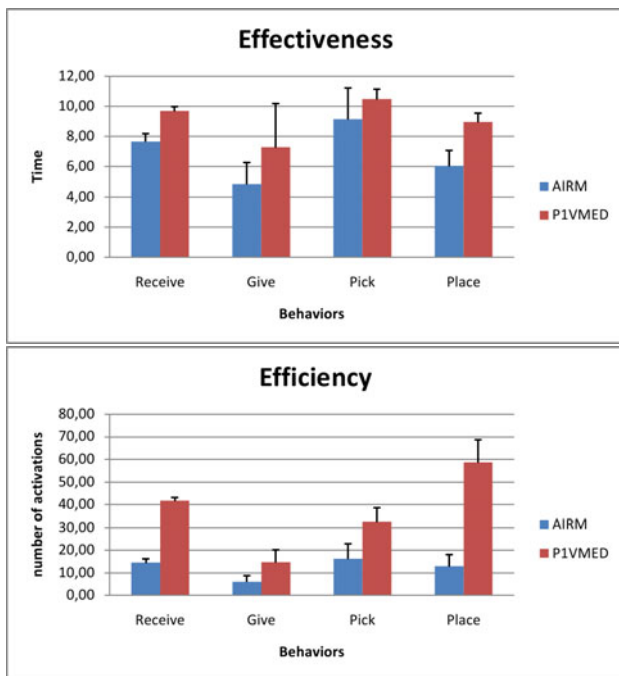 Effectiveness
12,00
10,00
8,00
6,00
4,00
2,00
0,00
Time
Receive Give Pick Place
Behaviors
AIRM
P1VMED
Efficiency
80,00
70,00
60,00
50,00
40,00
30,00
20,00
10,00
0,00
number of activations
Receive Give Pick Place
Behaviors
AIRM
P1VMED